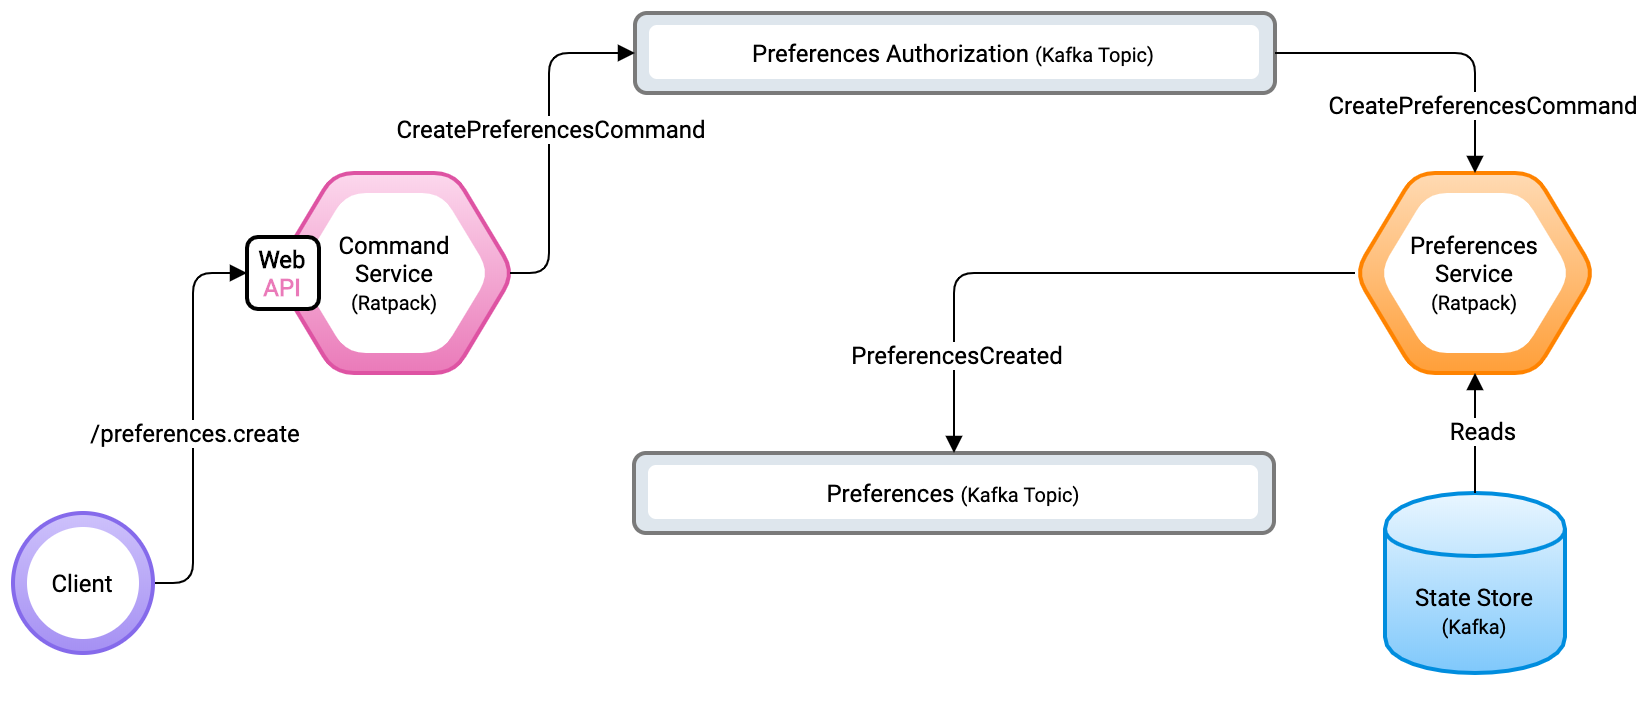 Preferences Authorization (Kafka Topic)
CreatePreferencesCommand
CreatePreferencesCommand
Web
API
Command
Service
(Ratpack)
Preferences
Service
(Ratpack)
PreferencesCreated
/preferences.create
Reads
Preferences (Kafka Topic)
Client
State Store
(Kafka)